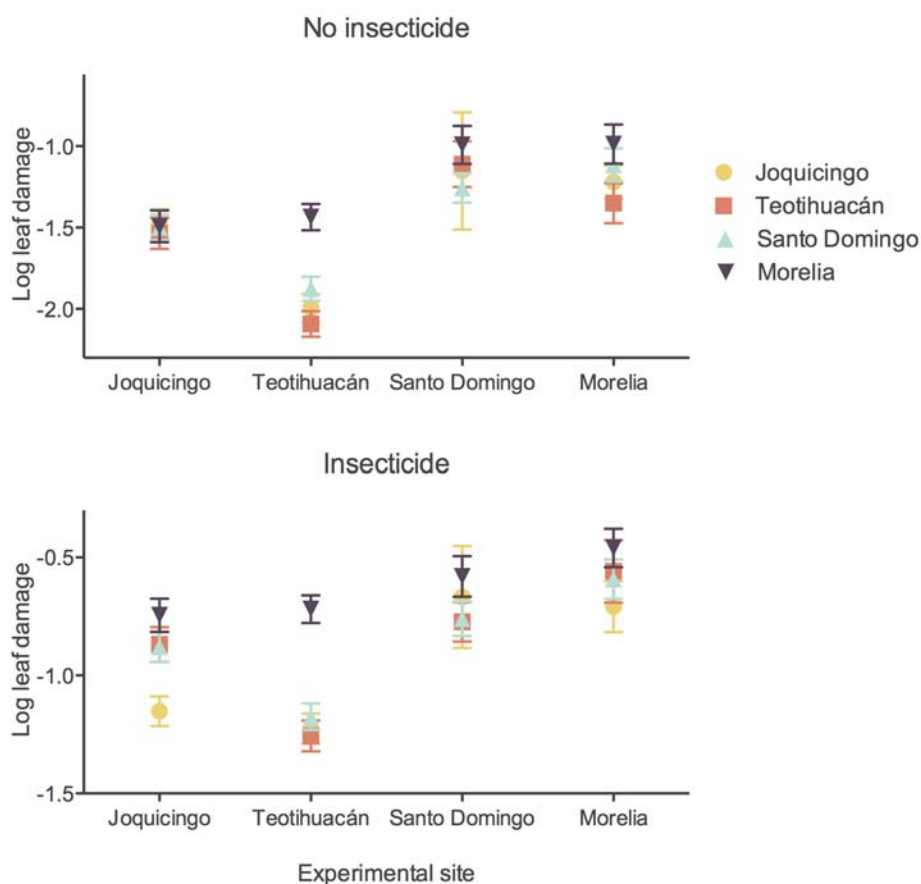 No insecticide
Log leaf damage
-1.0
-1.5
-2.0
Joquicingo
Teotihuacán
Santo Domingo
Morelia
Joquicingo
Teotihuacán
Santo Domingo
Morelia
Insecticide
Log leaf damage
-0.5
-1.0
-1.5
Joquicingo
Teotihuacán
Santo Domingo
Morelia
Experimental site